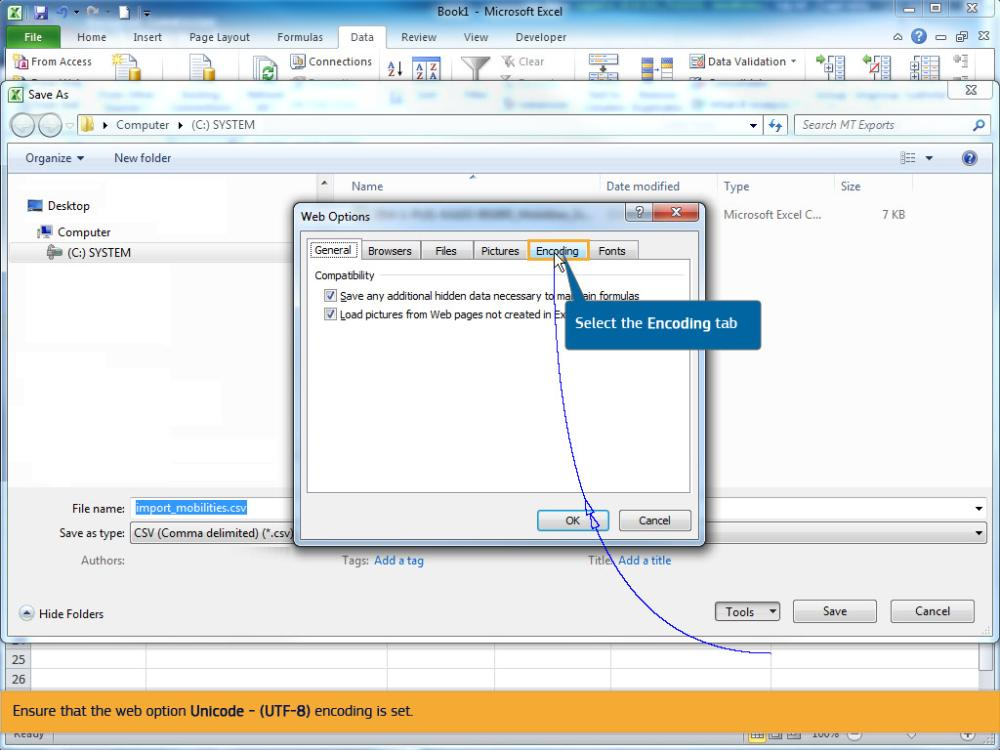 Book1 - Microsoft Excel
File Home Insert Page Layout Formulas Data Review View Developer
From Access Connections Clear Data Validation
Save As
Computer (C:) SYSTEM Search MT Exports
Organize New folder
Name Date modified Type Size
Microsoft Excel C... 7 KB
Desktop
Computer
(C:) SYSTEM
Web Options
General Browsers Files Pictures Encoding Fonts
Compatibility
Save any additional hidden data necessary to maintain formulas
Load pictures from Web pages not created in Ex
Select the Encoding tab
OK Cancel
File name: import_mobilities.csv
Save as type: CSV (Comma delimited) (*.csv)
Authors: Tags: Add a tag Title: Add a title
Hide Folders Tools Save Cancel
25
26
Ensure that the web option Unicode - (UTF-8) encoding is set.
Ready 100%